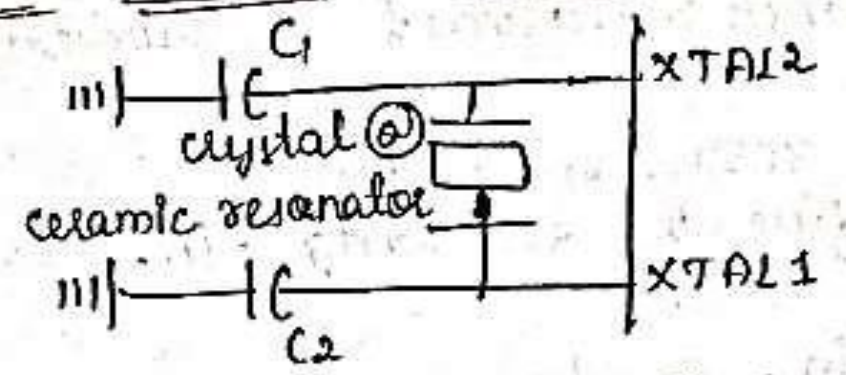 C1
XTAL2
crystal ⓞ
ceramic resonator
XTAL1
C2